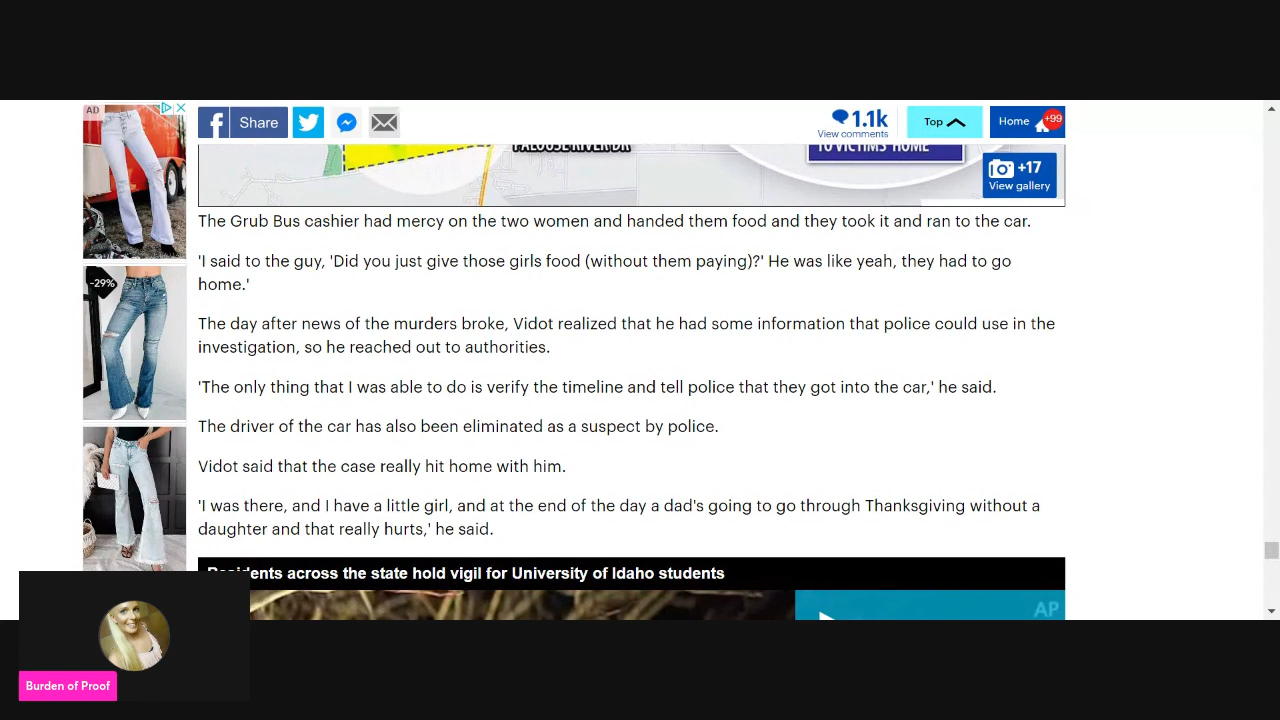 AD
Share
1.1k
View comments
Top
Home
+99
PALOUSE RIVER DR
TO VICTIMS' HOME
+17
View gallery
The Grub Bus cashier had mercy on the two women and handed them food and they took it and ran to the car.
'I said to the guy, 'Did you just give those girls food (without them paying)?' He was like yeah, they had to go
home.'
-29%
The day after news of the murders broke, Vidot realized that he had some information that police could use in the
investigation, so he reached out to authorities.
'The only thing that I was able to do is verify the timeline and tell police that they got into the car,' he said.
The driver of the car has also been eliminated as a suspect by police.
Vidot said that the case really hit home with him.
'I was there, and I have a little girl, and at the end of the day a dad's going to go through Thanksgiving without a
daughter and that really hurts,' he said.
Residents across the state hold vigil for University of Idaho students
AP
Burden of Proof